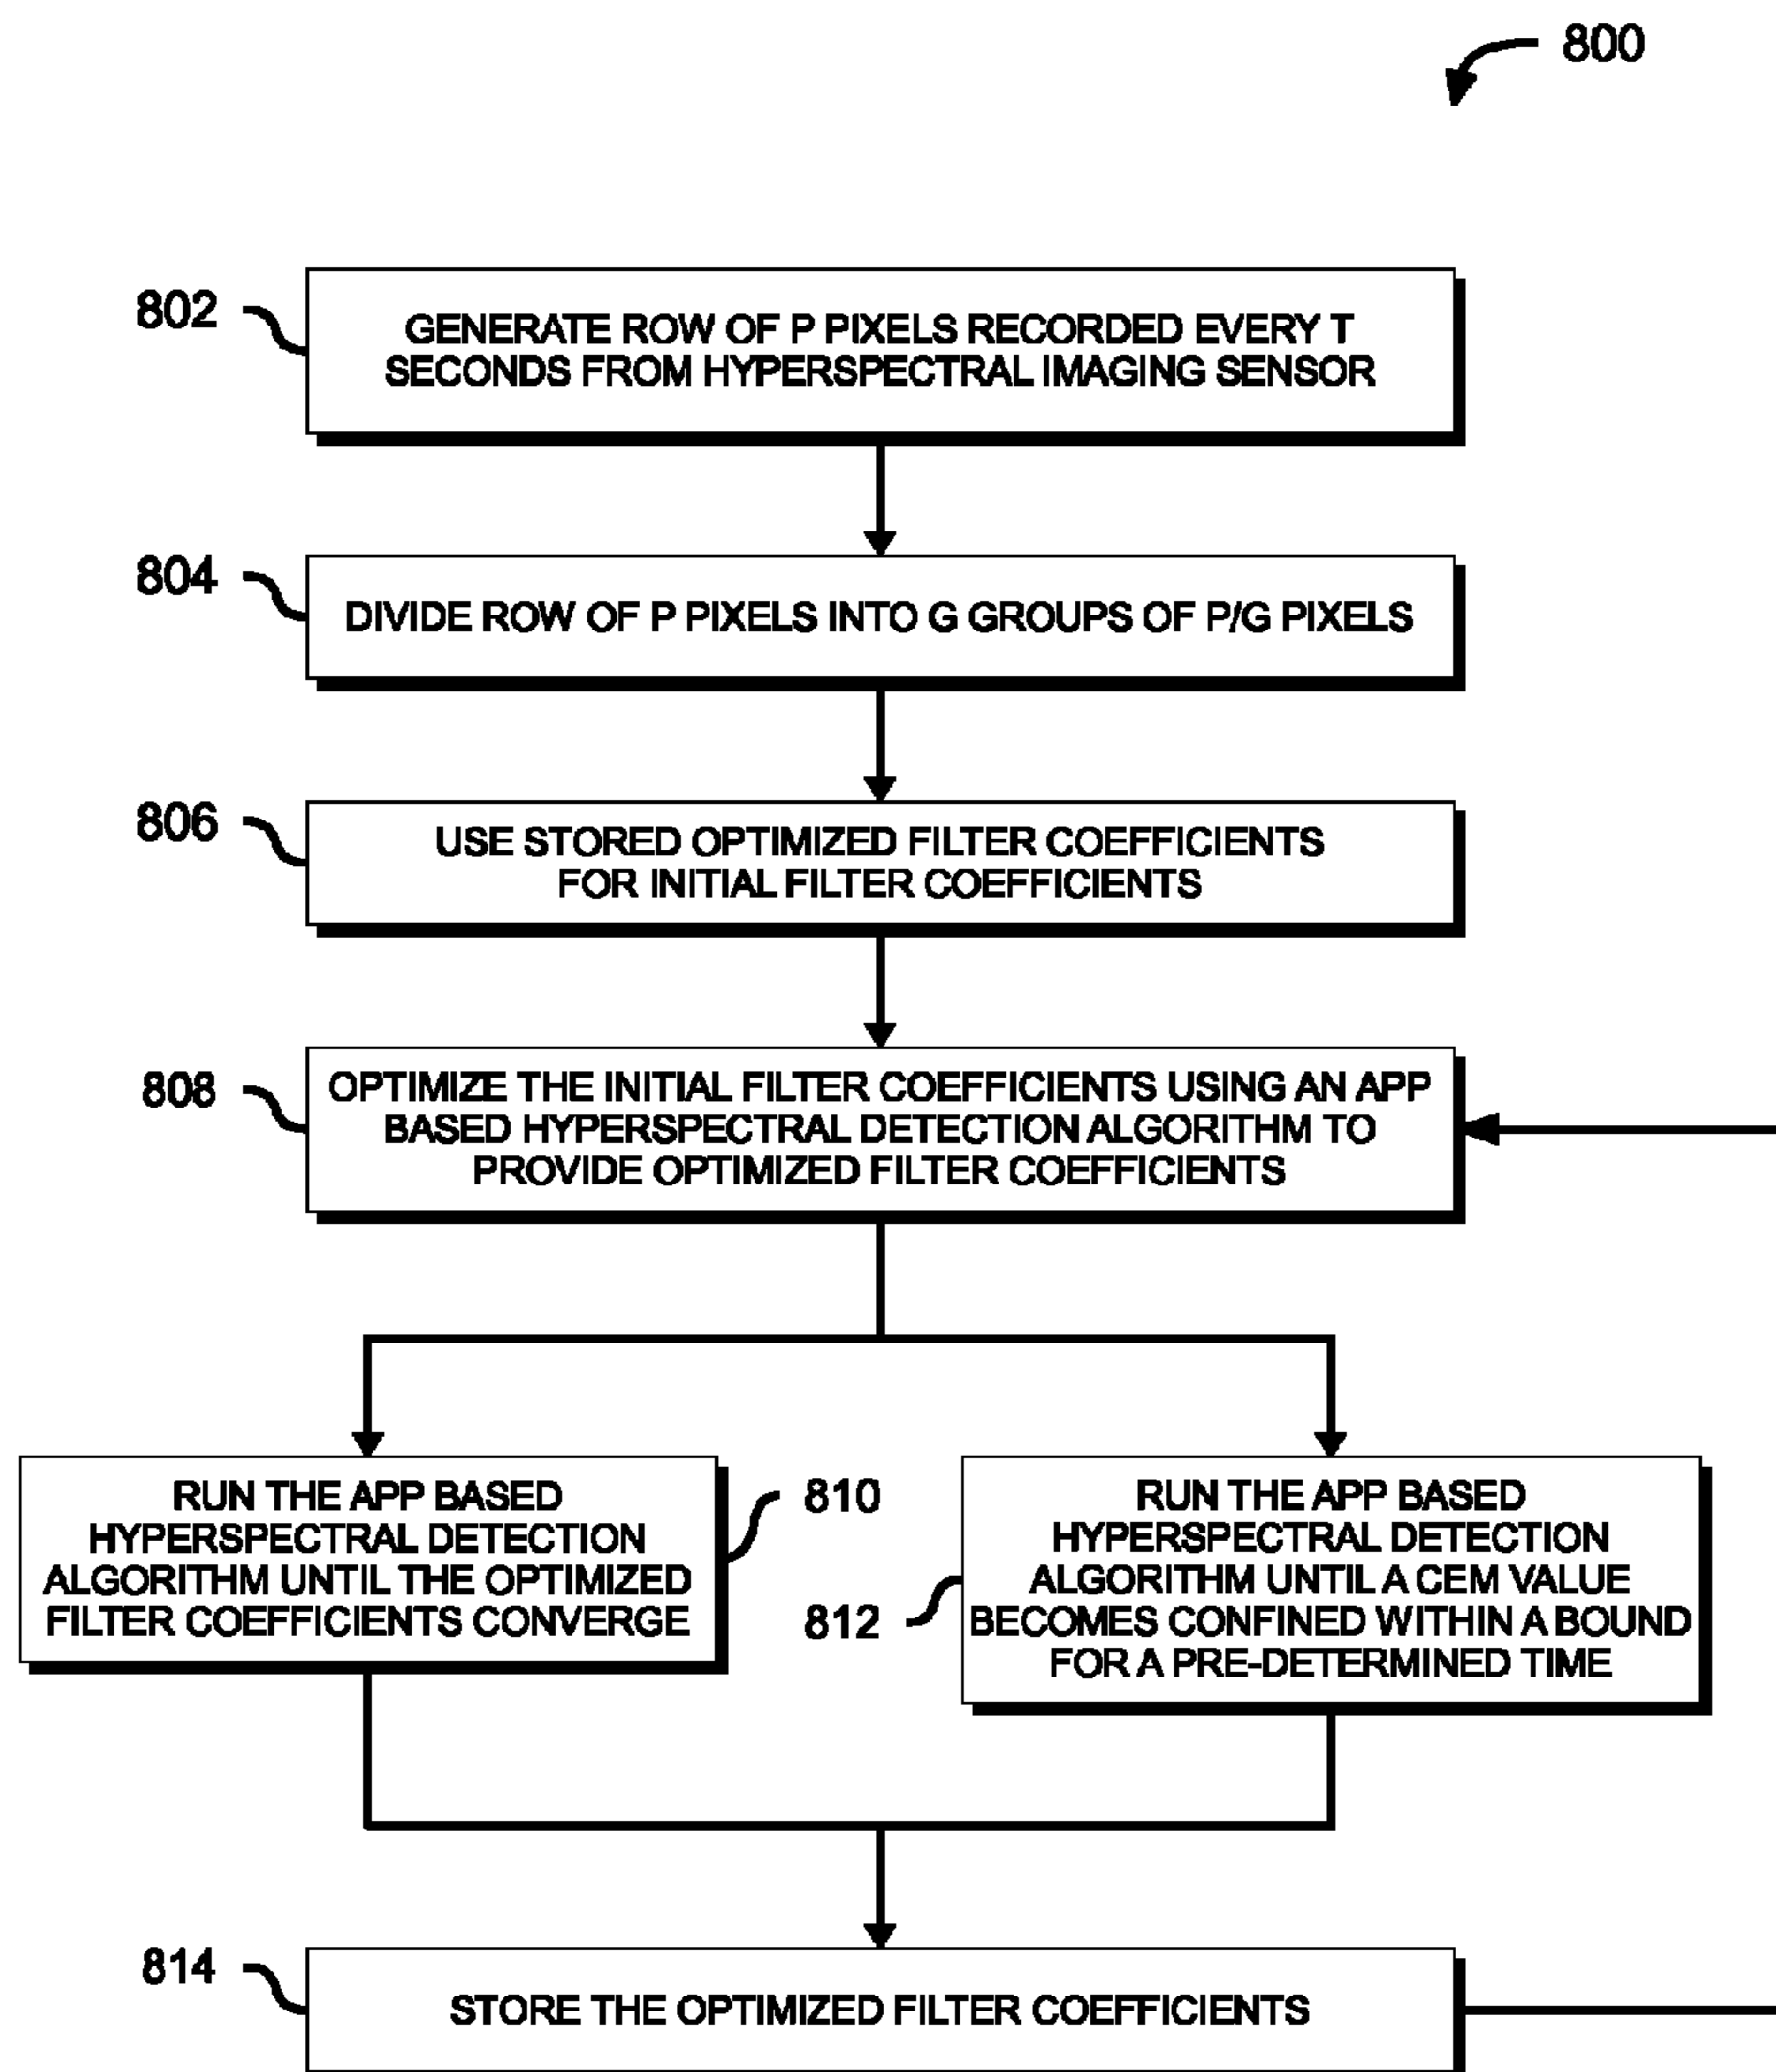 800
802
GENERATE ROW OF P PIXELS RECORDED EVERY T
SECONDS FROM HYPERSPECTRAL IMAGING SENSOR
804
DIVIDE ROW OF P PIXELS INTO G GROUPS OF P/G PIXELS
806
USE STORED OPTIMIZED FILTER COEFFICIENTS
FOR INITIAL FILTER COEFFICIENTS
808
OPTIMIZE THE INITIAL FILTER COEFFICIENTS USING AN APP
BASED HYPERSPECTRAL DETECTION ALGORITHM TO
PROVIDE OPTIMIZED FILTER COEFFICIENTS
RUN THE APP BASED
HYPERSPECTRAL DETECTION
ALGORITHM UNTIL THE OPTIMIZED
FILTER COEFFICIENTS CONVERGE
810
812
RUN THE APP BASED
HYPERSPECTRAL DETECTION
ALGORITHM UNTIL A CEM VALUE
BECOMES CONFINED WITHIN A BOUND
FOR A PRE-DETERMINED TIME
814
STORE THE OPTIMIZED FILTER COEFFICIENTS